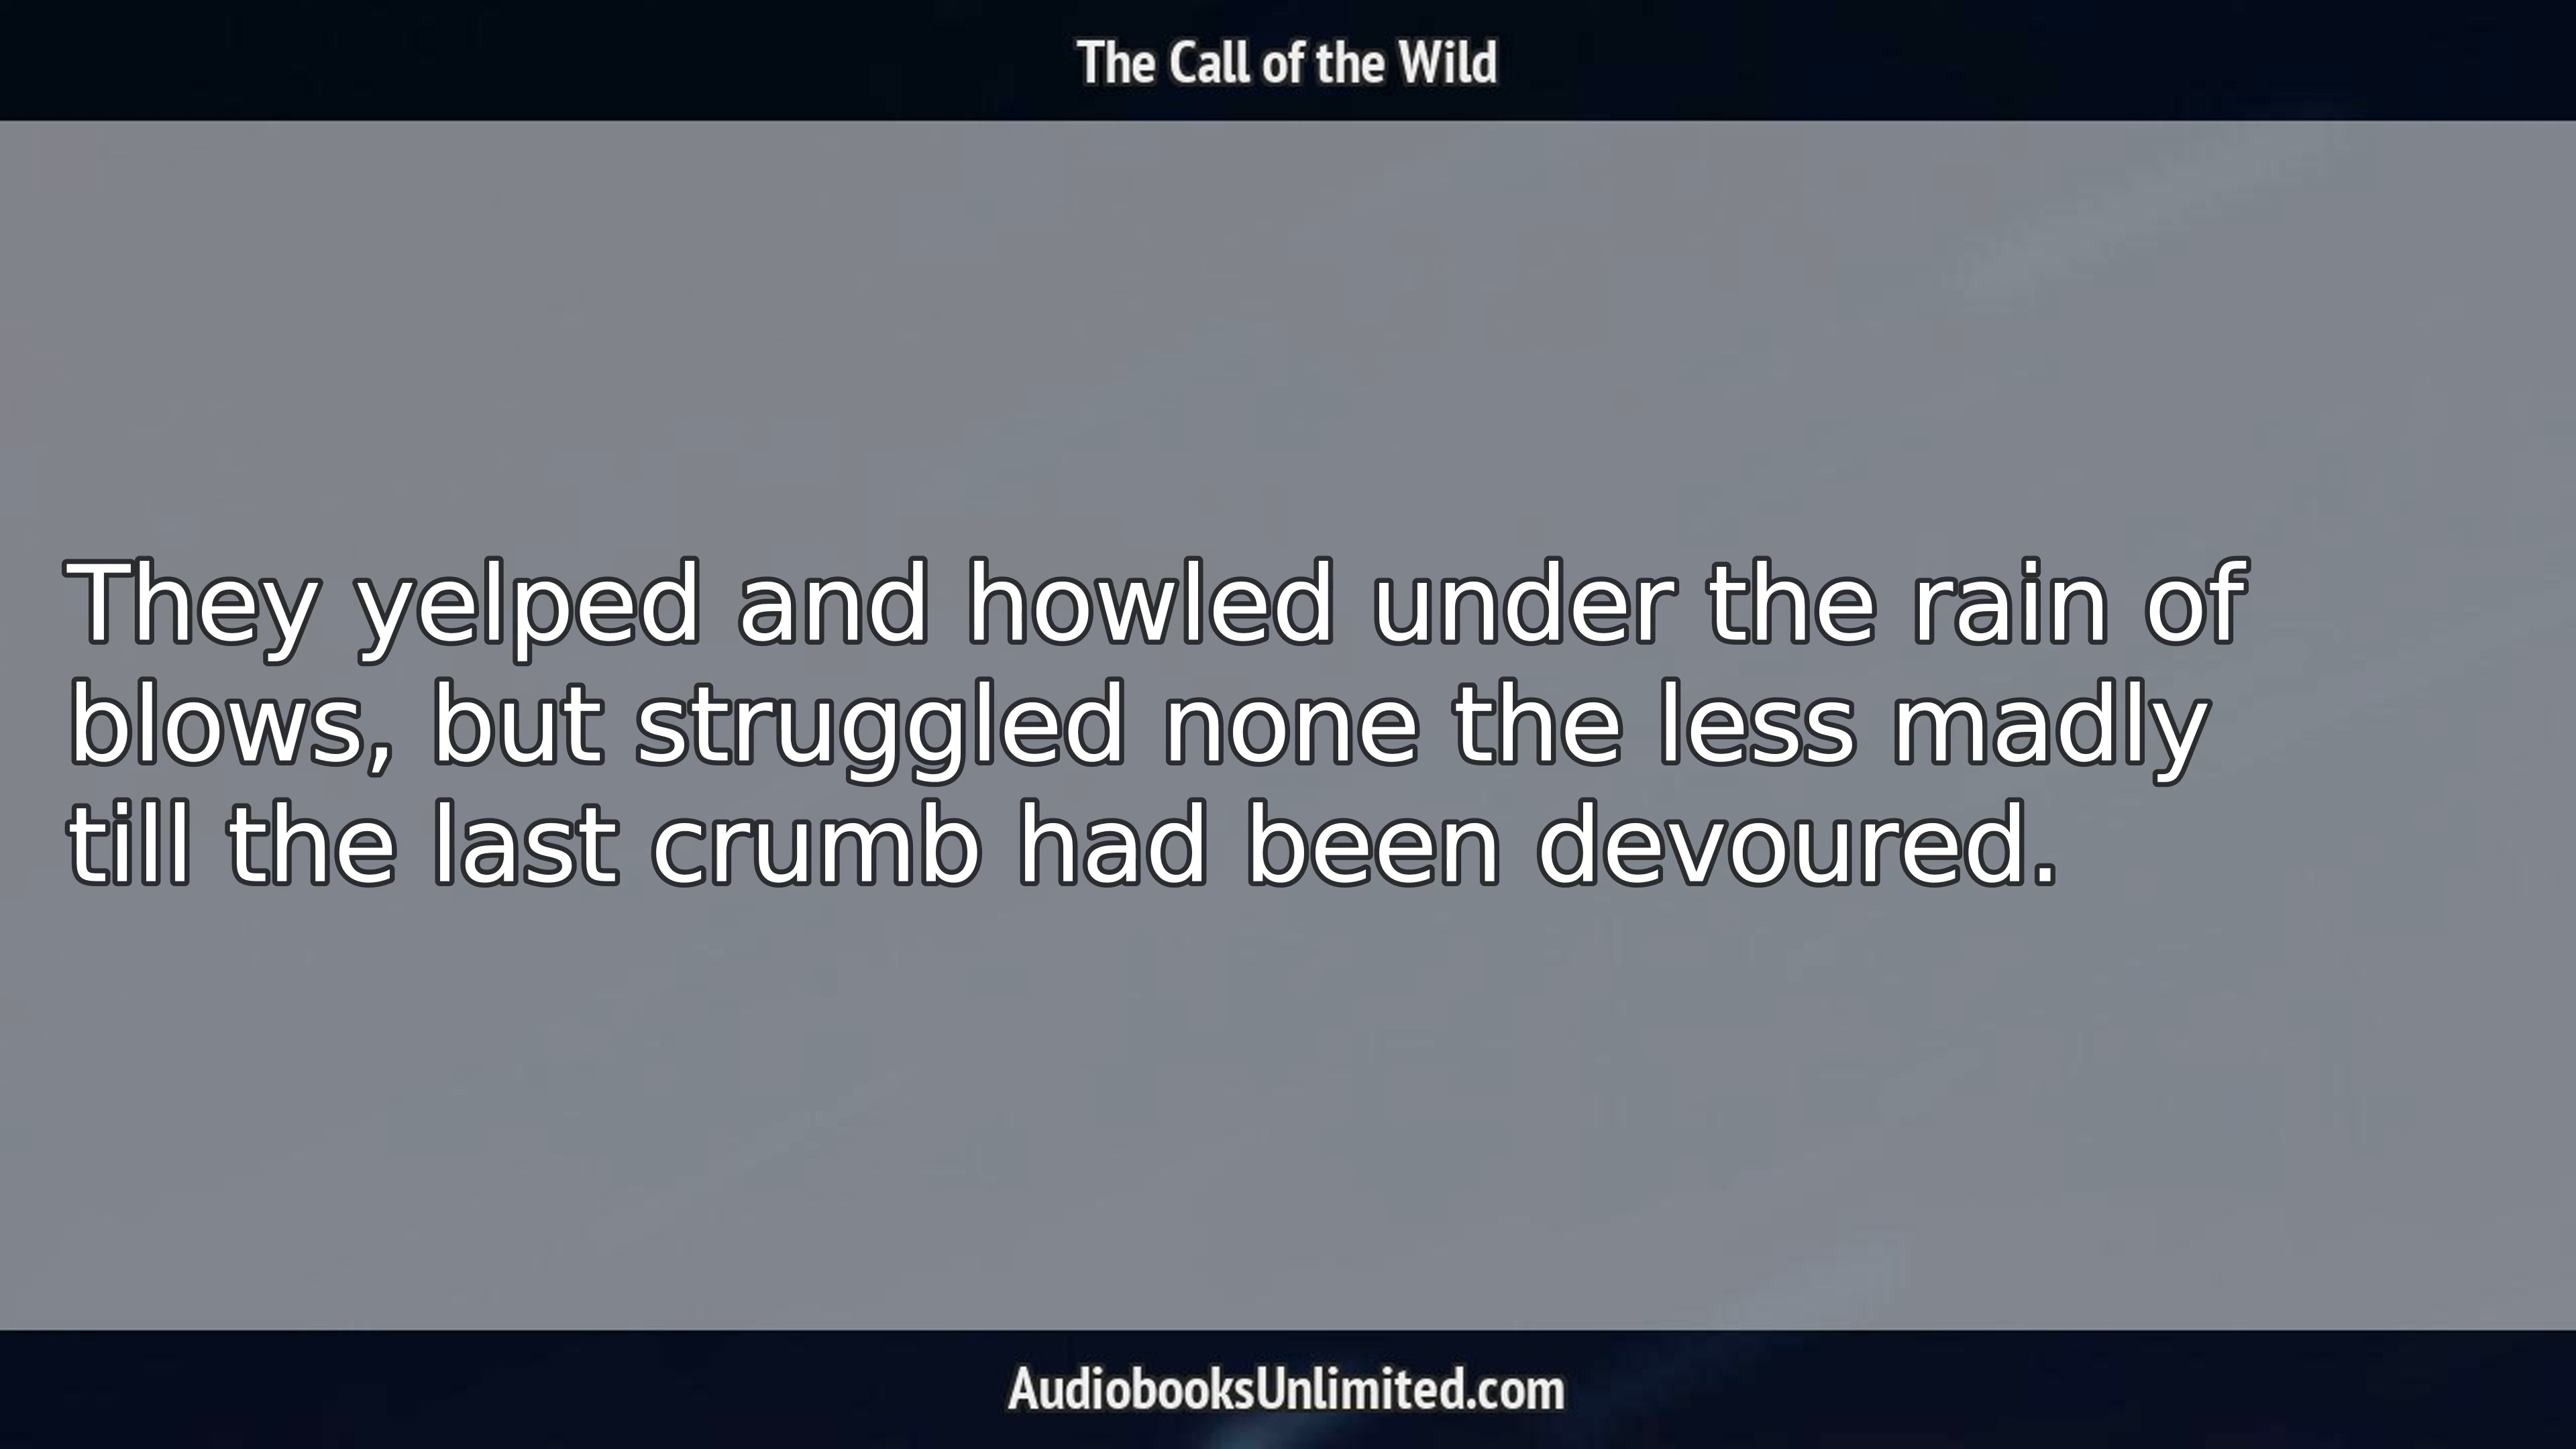 The Call of the Wild
They yelped and howled under the rain of
blows, but struggled none the less madly
till the last crumb had been devoured.
AudiobooksUnlimited.com